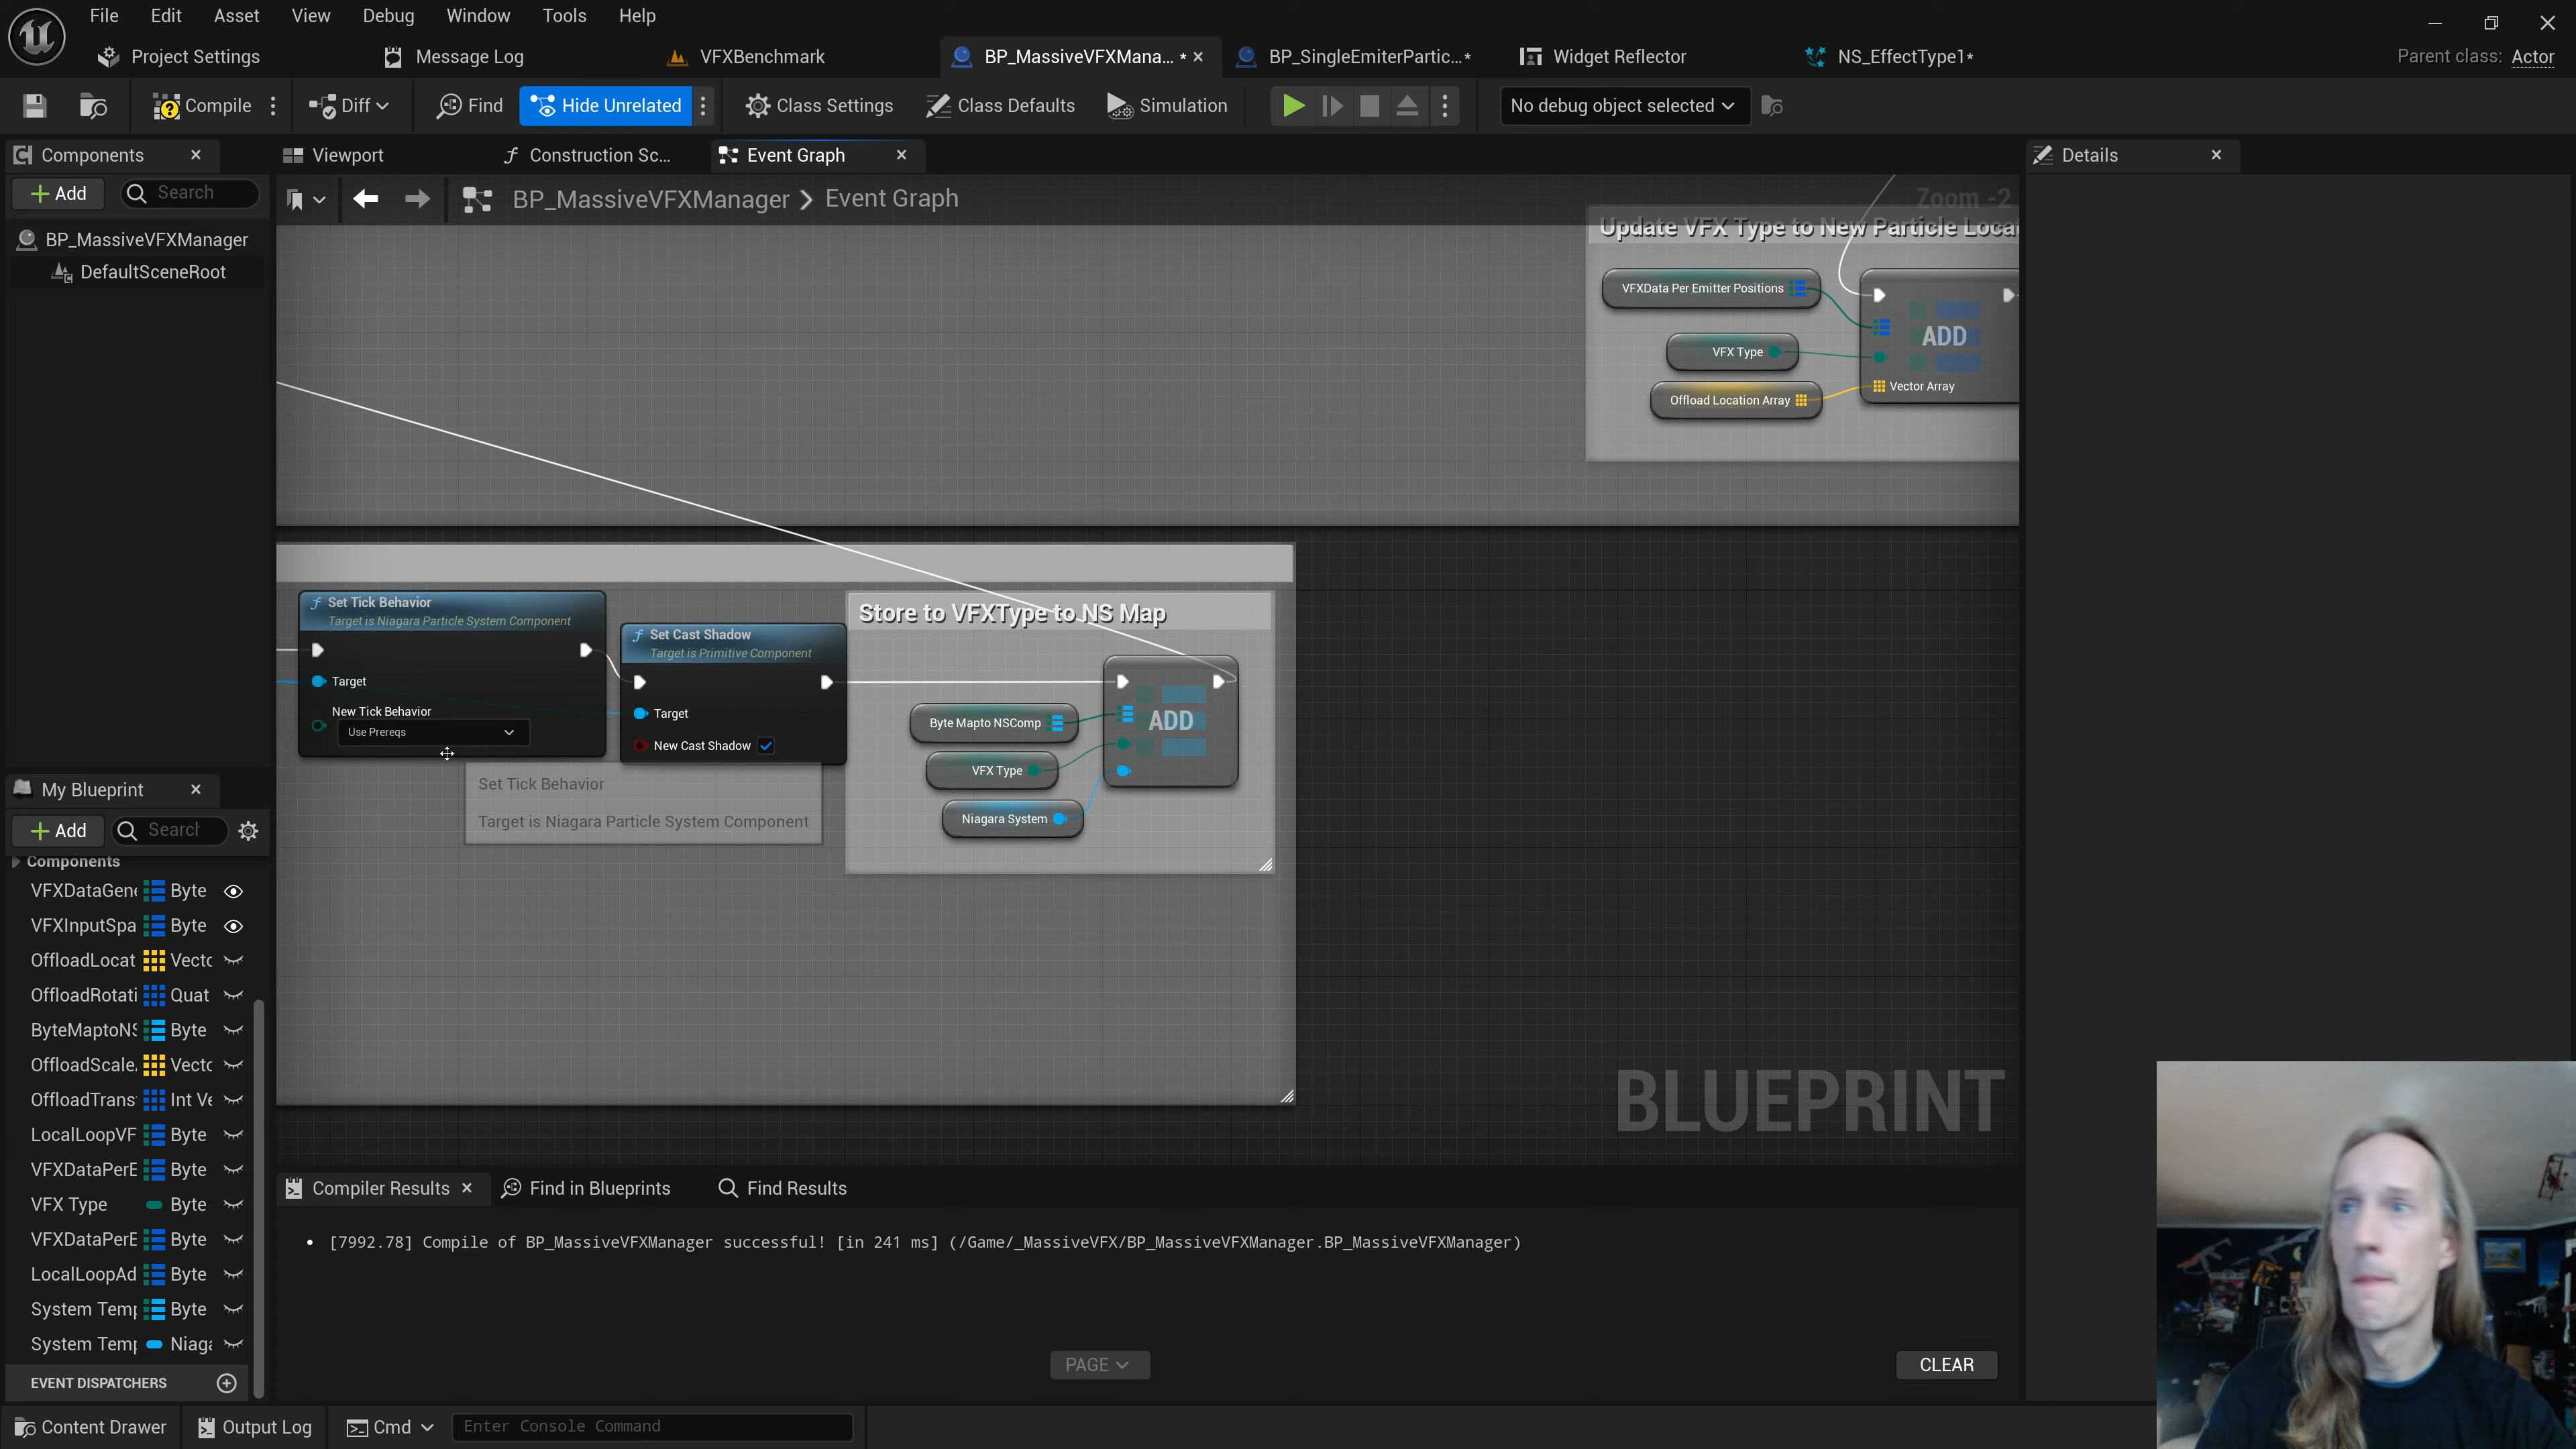 File Edit Asset View Debug Window Tools Help
Project Settings Message Log VFXBenchmark BP_MassiveVFXMana... * BP_SingleEmiterPartic...* Widget Reflector NS_EffectType1* Parent class: Actor
Compile Diff Find Hide Unrelated Class Settings Class Defaults Simulation No debug object selected
Components Viewport Construction Sc... Event Graph Details
Add Search
BP_MassiveVFXManager > Event Graph
Zoom -2
BP_MassiveVFXManager
DefaultSceneRoot
Update VFX Type to New Particle Loca
VFXData Per Emitter Positions
VFX Type
Offload Location Array
ADD
Vector Array
Set Tick Behavior
Target is Niagara Particle System Component
Target
New Tick Behavior
Use Prereqs
Set Cast Shadow
Target is Primitive Component
Target
New Cast Shadow
Store to VFXType to NS Map
Byte Mapto NSComp
VFX Type
Niagara System
ADD
Set Tick Behavior
Target is Niagara Particle System Component
BLUEPRINT
My Blueprint
Add Search
Components
VFXDataGene Byte
VFXInputSpa Byte
OffloadLocat Vecto
OffloadRotati Quat
ByteMaptoNS Byte
OffloadScale Vecto
OffloadTrans Int Ve
LocalLoopVF Byte
VFXDataPerE Byte
VFX Type Byte
VFXDataPerE Byte
LocalLoopAd Byte
System Temp Byte
System Temp Niaga
EVENT DISPATCHERS
Compiler Results Find in Blueprints Find Results
• [7992.78] Compile of BP_MassiveVFXManager successful! [in 241 ms] (/Game/_MassiveVFX/BP_MassiveVFXManager.BP_MassiveVFXManager)
PAGE CLEAR
Content Drawer Output Log Cmd Enter Console Command